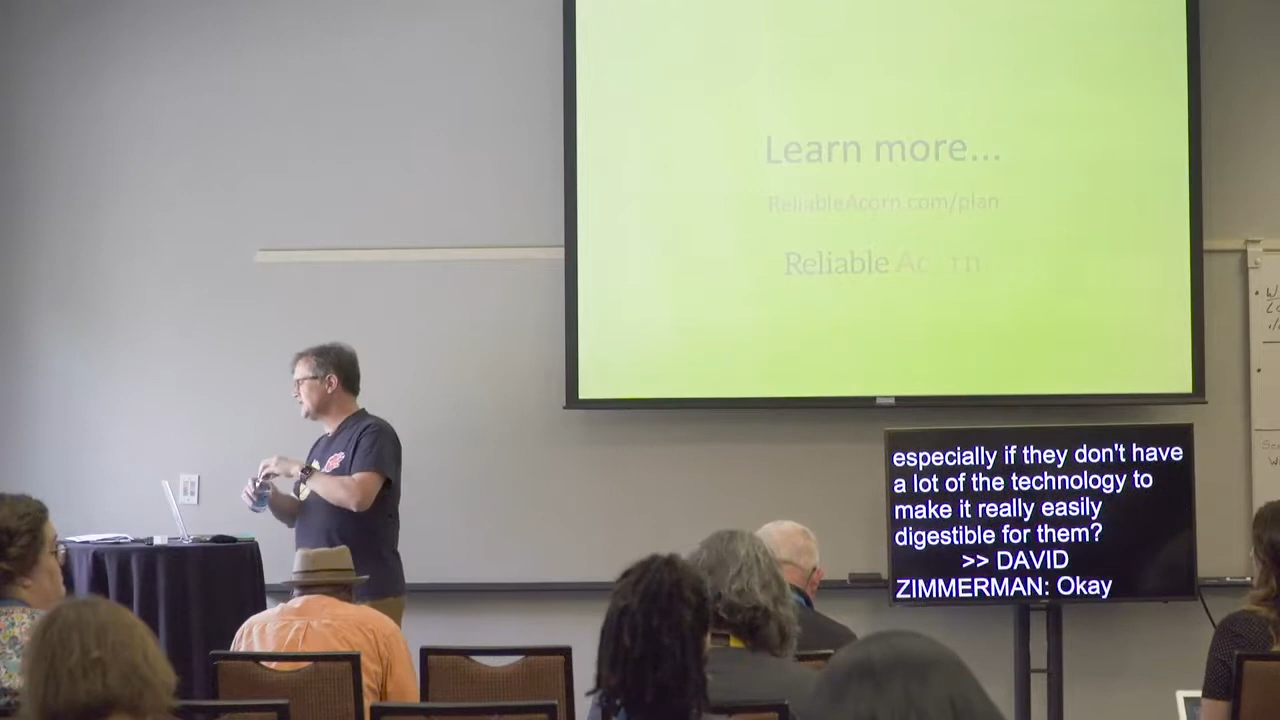 Learn more...
ReliableAcorn.com/plan
Reliable Acorn
especially if they don't have
a lot of the technology to
make it really easily
digestible for them?
>> DAVID
ZIMMERMAN: Okay